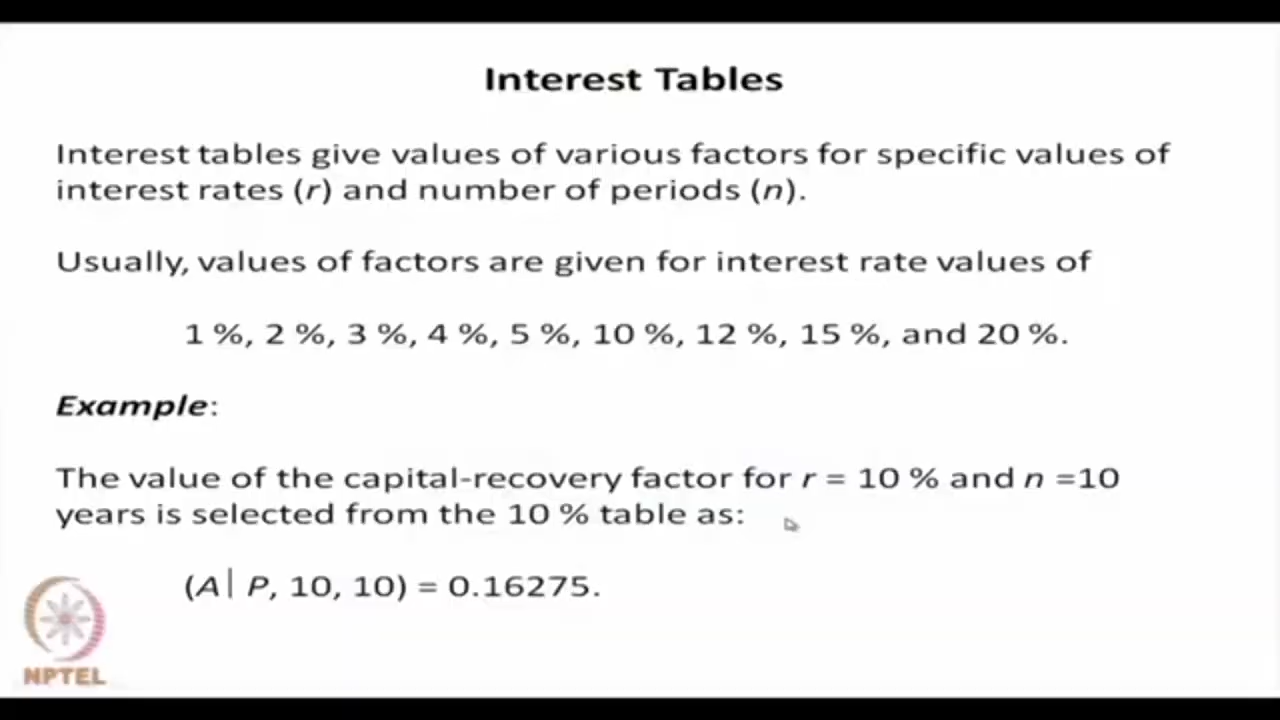 Interest Tables
Interest tables give values of various factors for specific values of
interest rates (r) and number of periods (n).
Usually, values of factors are given for interest rate values of
1 %, 2 %, 3 %, 4 %, 5 %, 10 %, 12 %, 15 %, and 20 %.
Example:
The value of the capital-recovery factor for r = 10 % and n =10
years is selected from the 10 % table as:
(A| P, 10, 10) = 0.16275.
NPTEL